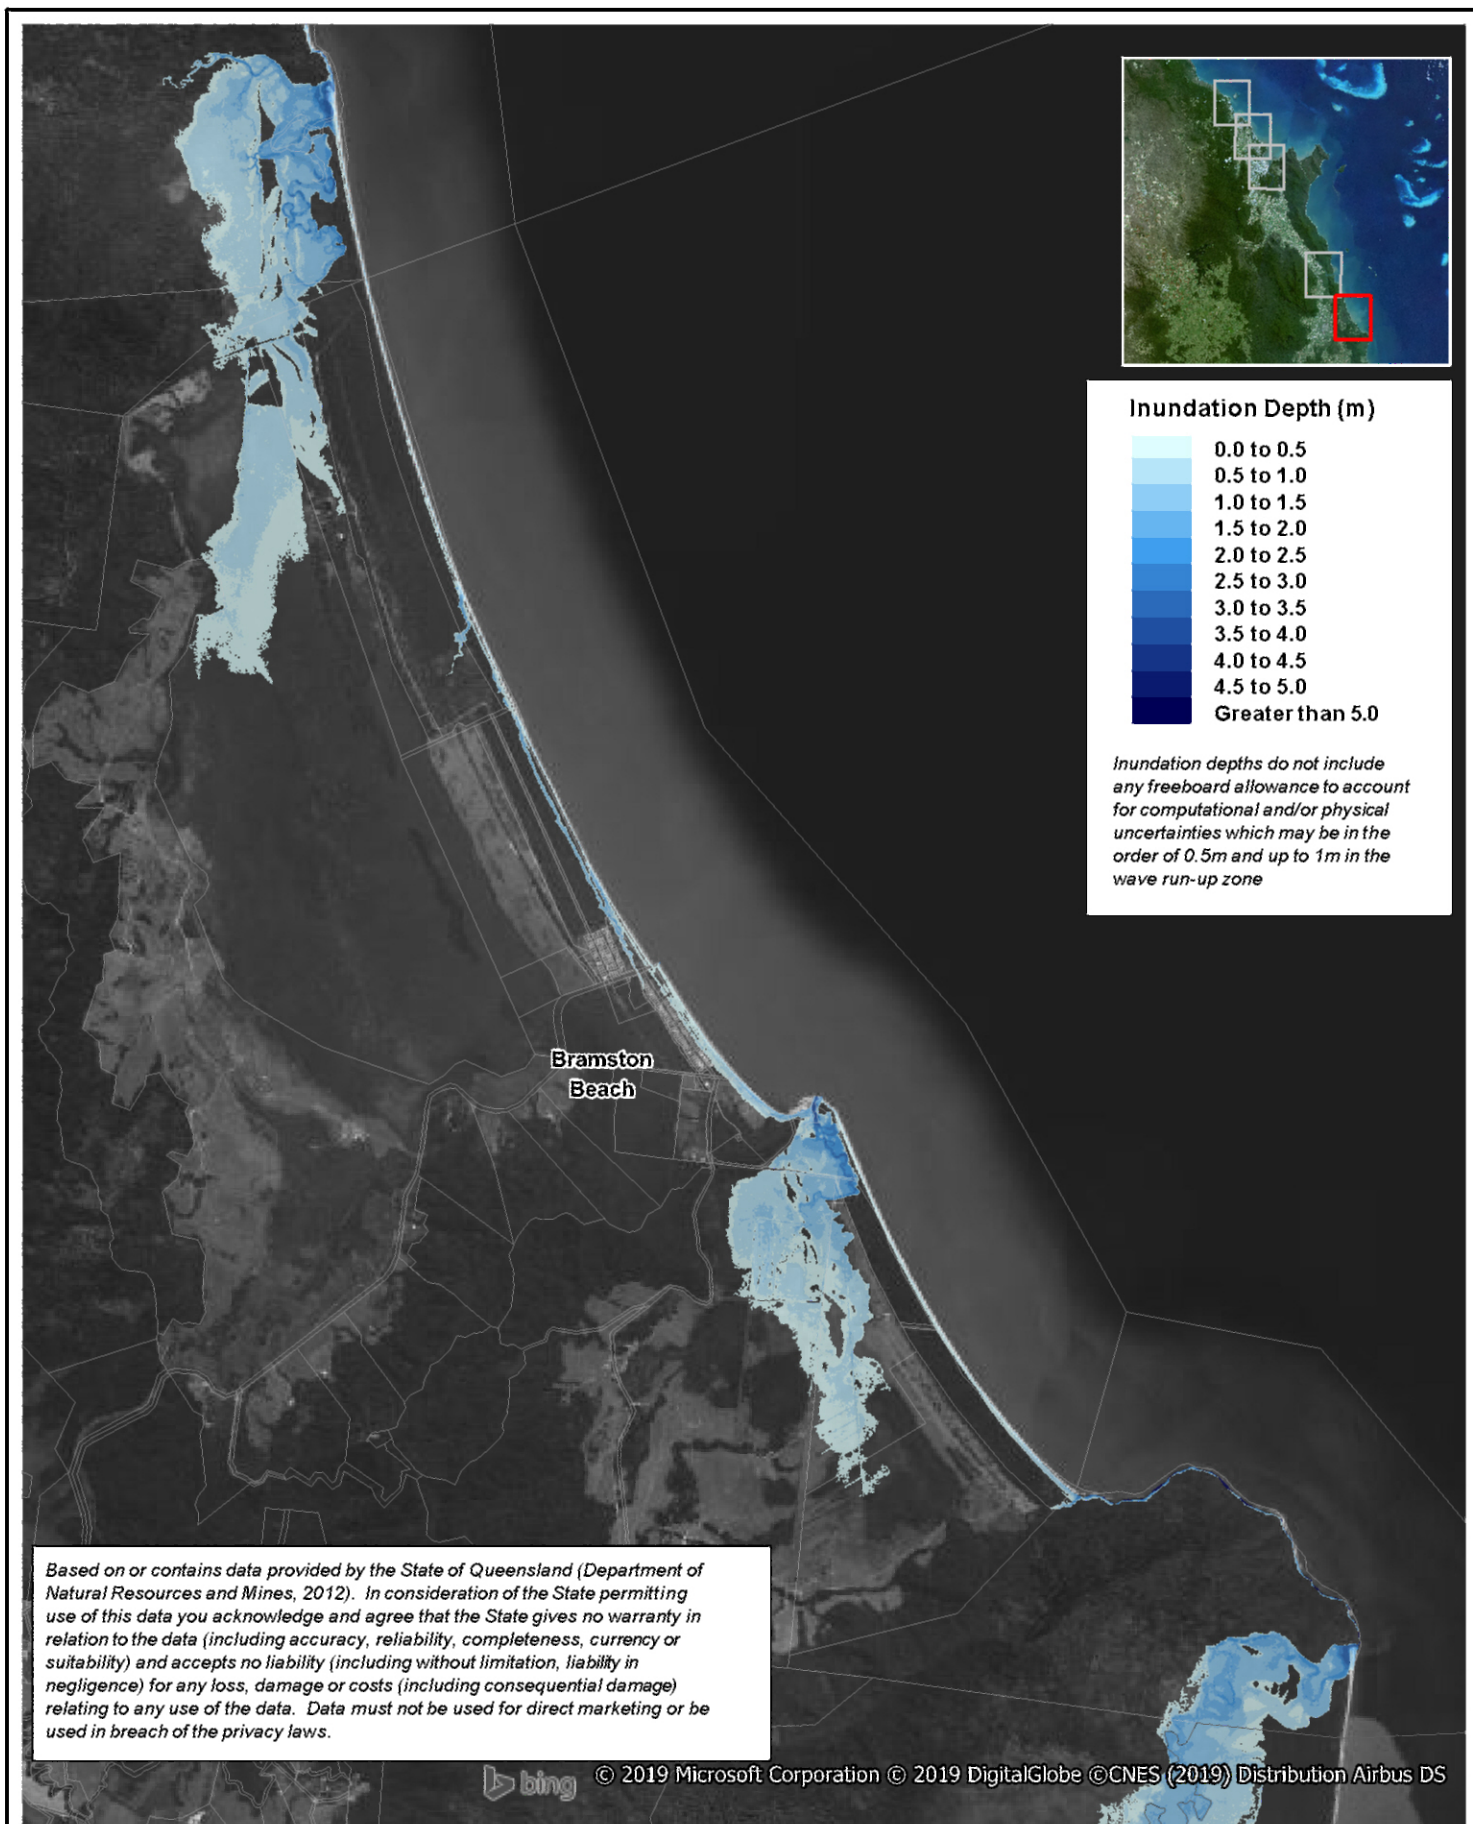 Inundation Depth (m)
0.0 to 0.5
0.5 to 1.0
1.0 to 1.5
1.5 to 2.0
2.0 to 2.5
2.5 to 3.0
3.0 to 3.5
3.5 to 4.0
4.0 to 4.5
4.5 to 5.0
Greater than 5.0
Inundation depths do not include
any freeboard allowance to account
for computational and/or physical
uncertainties which may be in the
order of 0.5m and up to 1m in the
wave run-up zone
Bramston
Beach
Based on or contains data provided by the State of Queensland (Department of
Natural Resources and Mines, 2012). In consideration of the State permitting
use of this data you acknowledge and agree that the State gives no warranty in
relation to the data (including accuracy, reliability, completeness, currency or
suitability) and accepts no liability (including without limitation, liability in
negligence) for any loss, damage or costs (including consequential damage)
relating to any use of the data. Data must not be used for direct marketing or be
used in breach of the privacy laws.
bing
© 2019 Microsoft Corporation © 2019 DigitalGlobe ©CNES (2019) Distribution Airbus DS